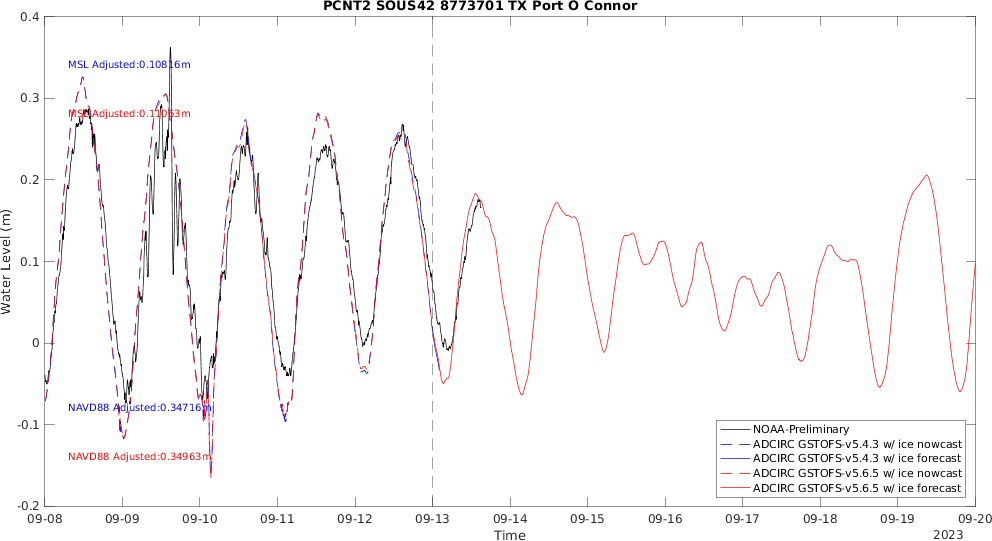 PCNT2 SOUS42 8773701 TX Port O Connor
0.4
0.3
0.2
0.1
0
-0.1
-0.2
Water Level (m)
MSL Adjusted:0.10816m
MSL Adjusted:0.11063m
NAVD88 Adjusted:0.34716m
NAVD88 Adjusted:0.34963m
NOAA-Preliminary
ADCIRC GSTOFS-v5.4.3 w/ ice nowcast
ADCIRC GSTOFS-v5.4.3 w/ ice forecast
ADCIRC GSTOFS-v5.6.5 w/ ice nowcast
ADCIRC GSTOFS-v5.6.5 w/ ice forecast
09-08 09-09 09-10 09-11 09-12 09-13 09-14 09-15 09-16 09-17 09-18 09-19 09-20
Time
2023